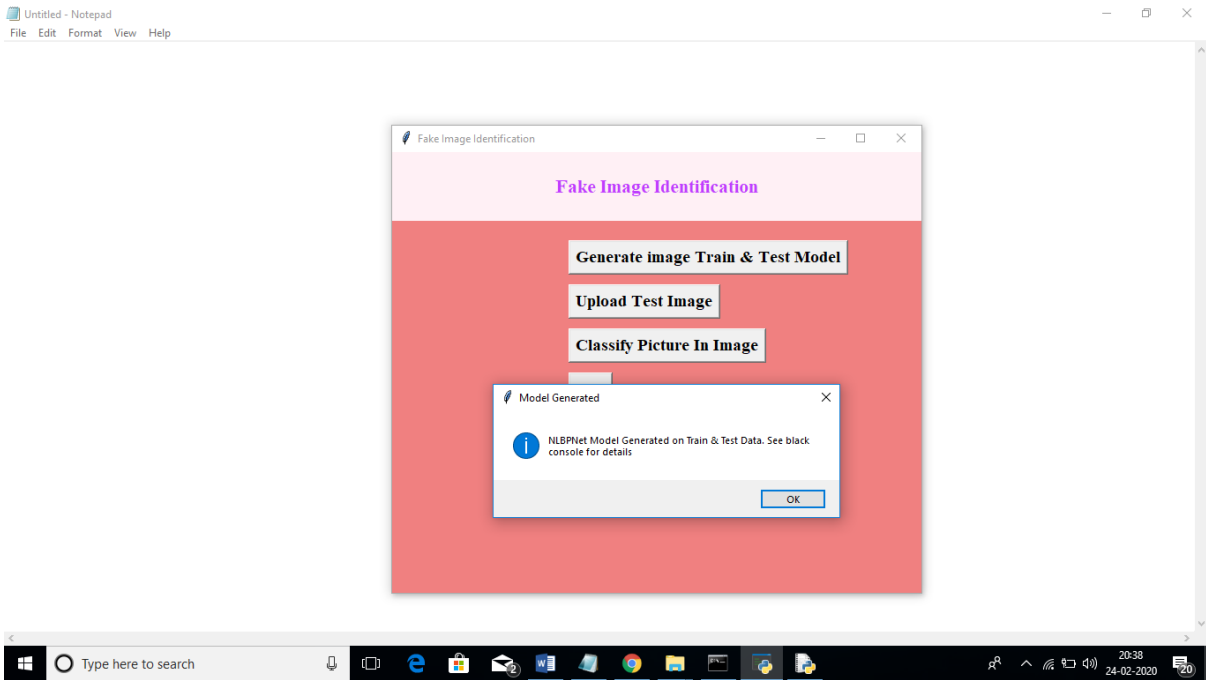 Untitled - Notepad
File Edit Format View Help
Fake Image Identification
Fake Image Identification
Generate image Train & Test Model
Upload Test Image
Classify Picture In Image
Model Generated
NLBPNet Model Generated on Train & Test Data. See black
console for details
OK
Type here to search
2
20:38
24-02-2020
20